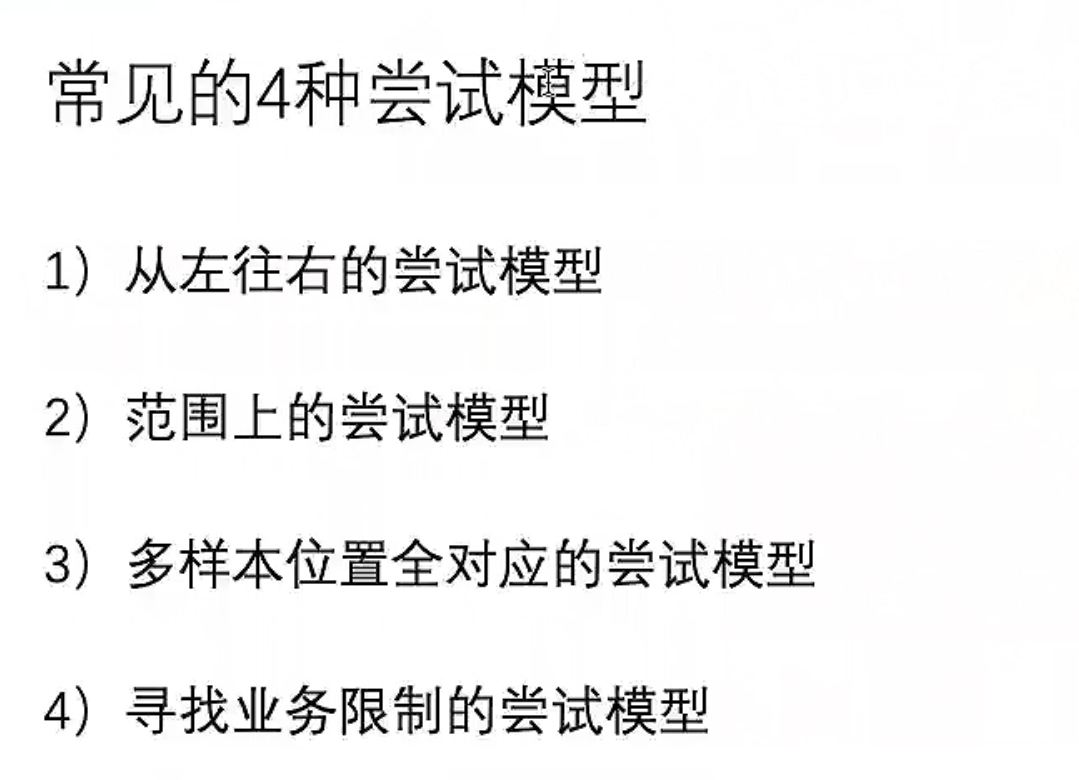 常见的4种尝试模型
1）从左往右的尝试模型
2）范围上的尝试模型
3）多样本位置全对应的尝试模型
4）寻找业务限制的尝试模型